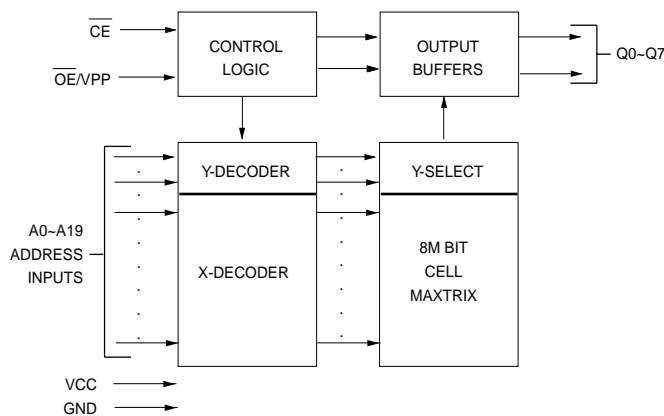 CE
CONTROL
LOGIC
OUTPUT
BUFFERS
Q0~Q7
OE/VPP
Y-DECODER
Y-SELECT
A0~A19
ADDRESS
INPUTS
X-DECODER
8M BIT
CELL
MAXTRIX
VCC
GND